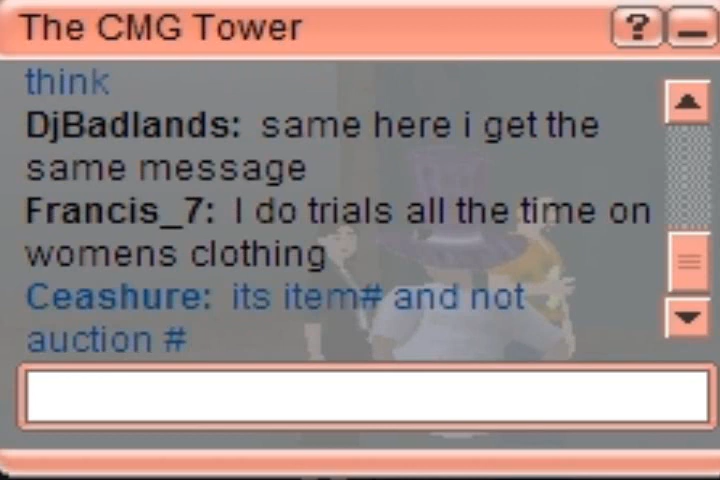 The CMG Tower
?
think
DjBadlands: same here i get the
same message
Francis_7: I do trials all the time on
womens clothing
Ceashure: its item# and not
auction #